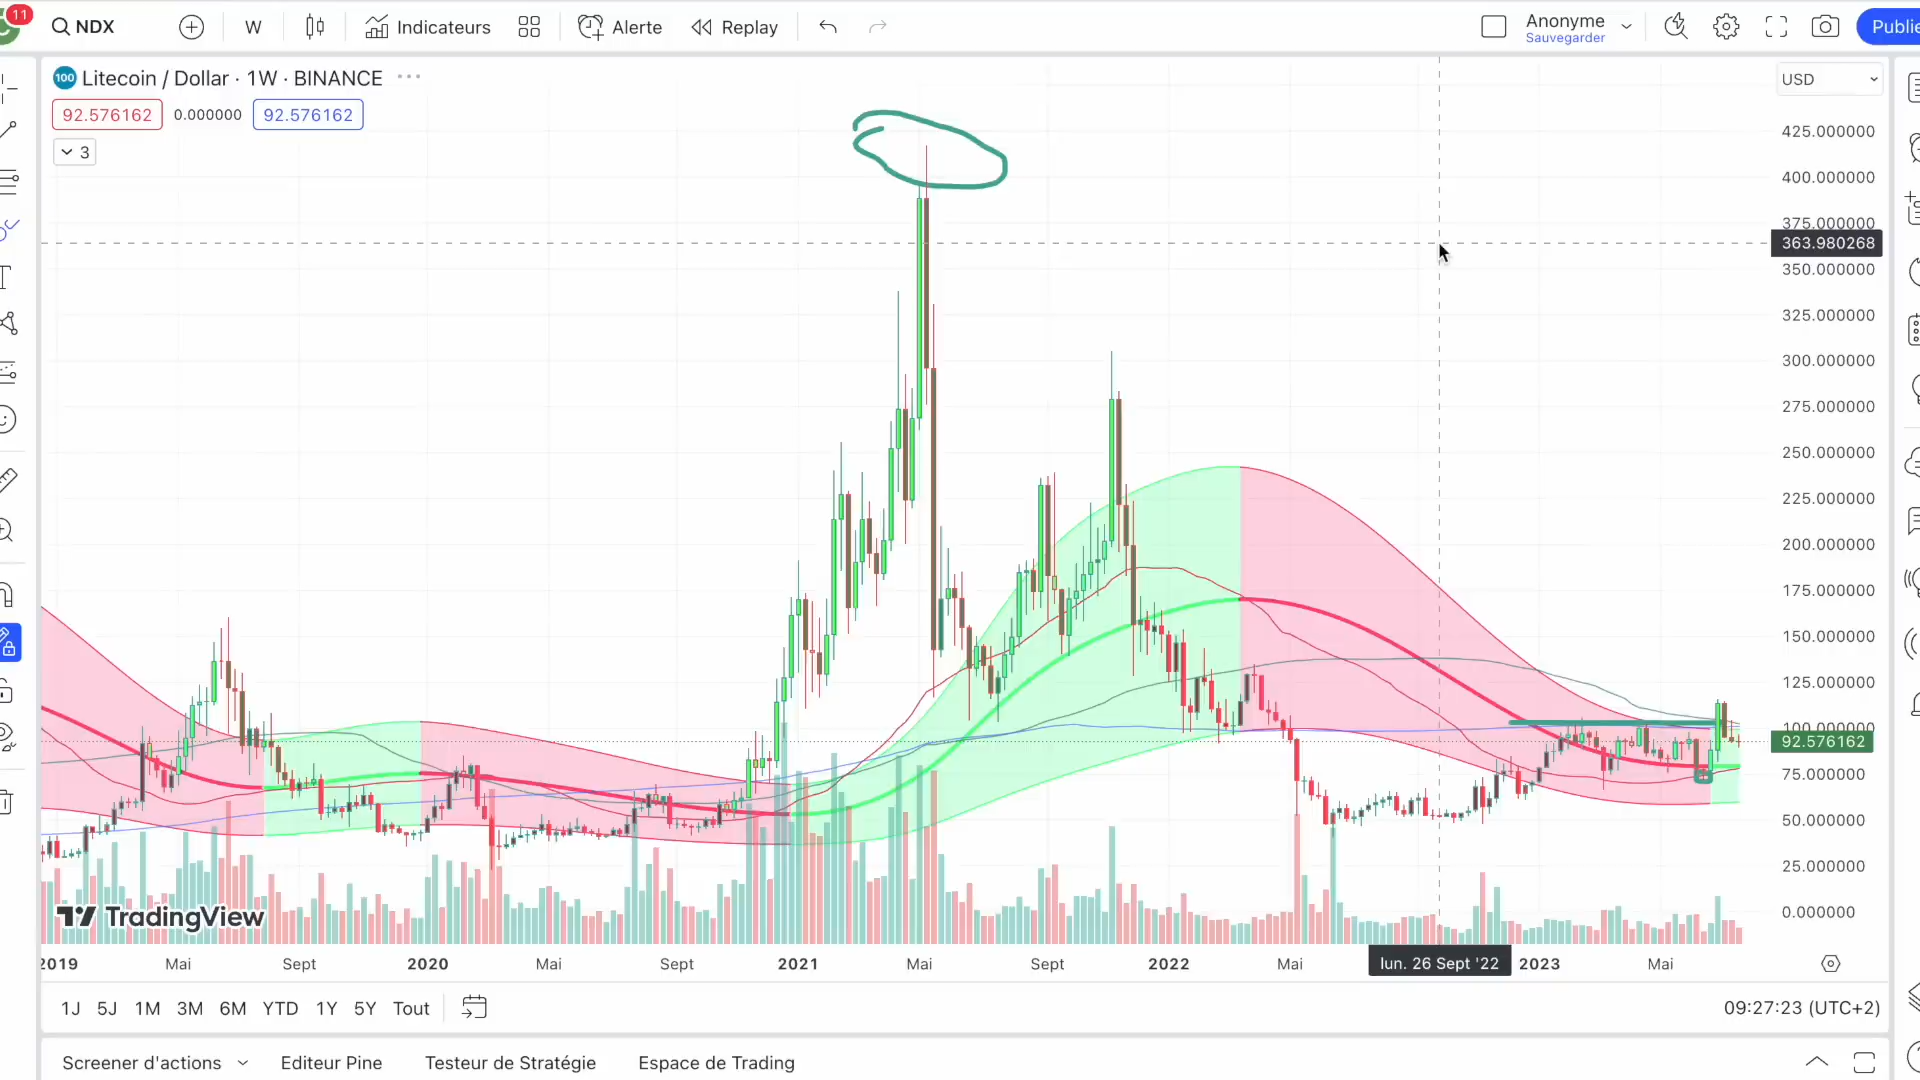 11
NDX
W
Indicateurs
Alerte
Replay
Anonyme
Sauvegarder
Publie
100 Litecoin / Dollar · 1W · BINANCE
USD
92.576162 0.000000 92.576162
3
425.000000
400.000000
375.000000
363.980268
350.000000
325.000000
300.000000
275.000000
250.000000
225.000000
200.000000
175.000000
150.000000
125.000000
100.000000
92.576162
75.000000
50.000000
25.000000
0.000000
TradingView
2019 Mai Sept 2020 Mai Sept 2021 Mai Sept 2022 Mai lun. 26 Sept '22 2023 Mai
1J 5J 1M 3M 6M YTD 1Y 5Y Tout
09:27:23 (UTC+2)
Screener d'actions Editeur Pine Testeur de Stratégie Espace de Trading